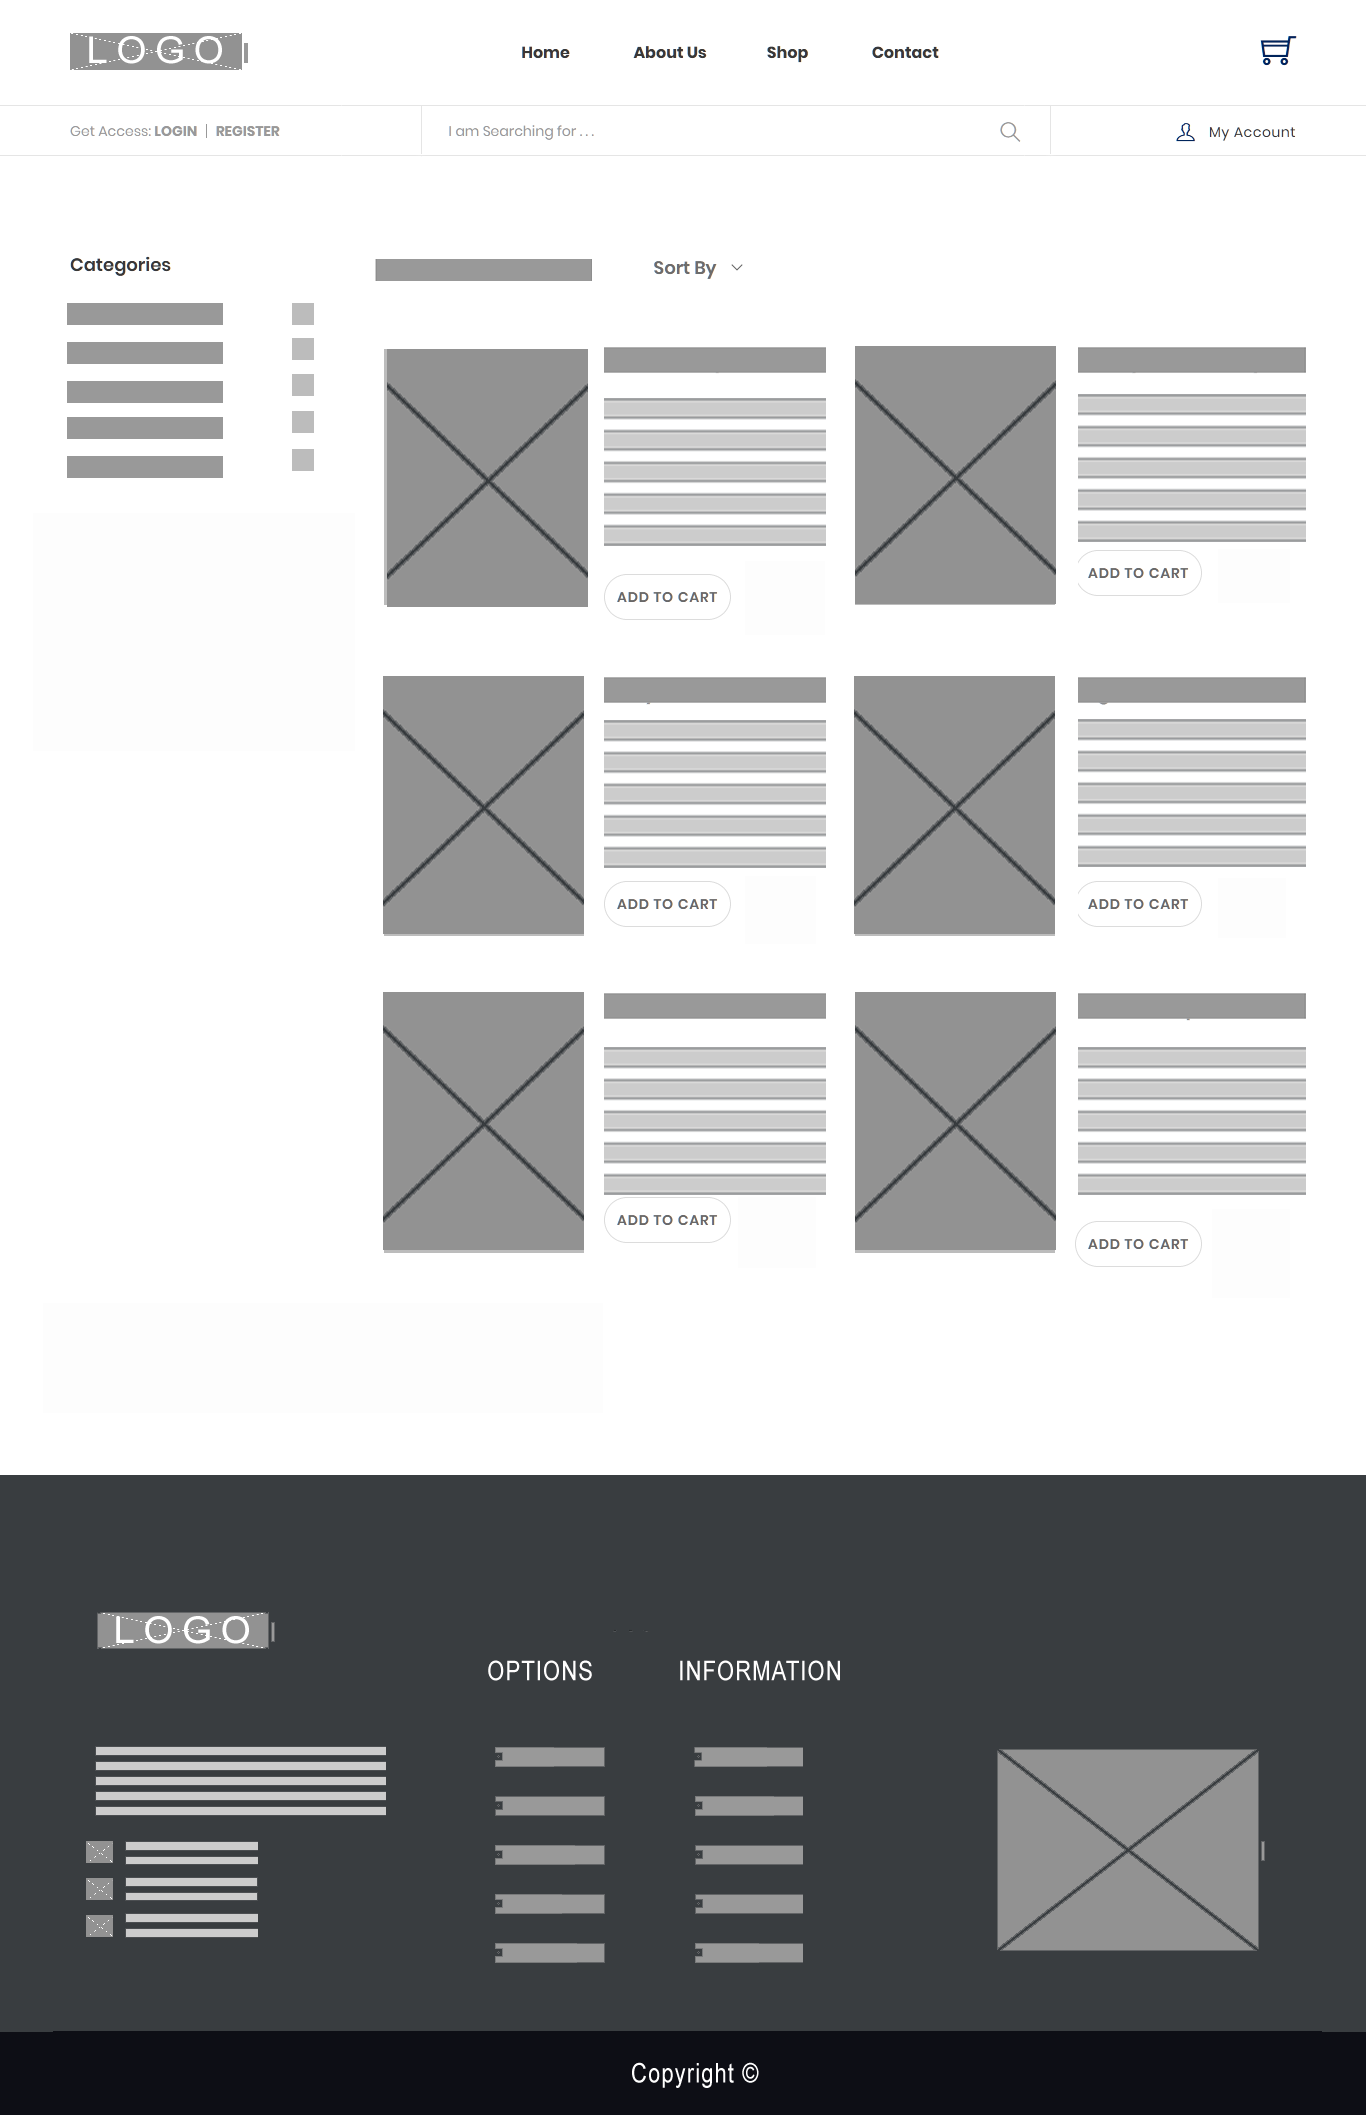 LOGO
Home About Us Shop Contact
Get Access: LOGIN | REGISTER
I am Searching for . . .
My Account
Categories
Sort By
ADD TO CART
ADD TO CART
ADD TO CART
ADD TO CART
ADD TO CART
ADD TO CART
LOGO
OPTIONS INFORMATION
Copyright ©